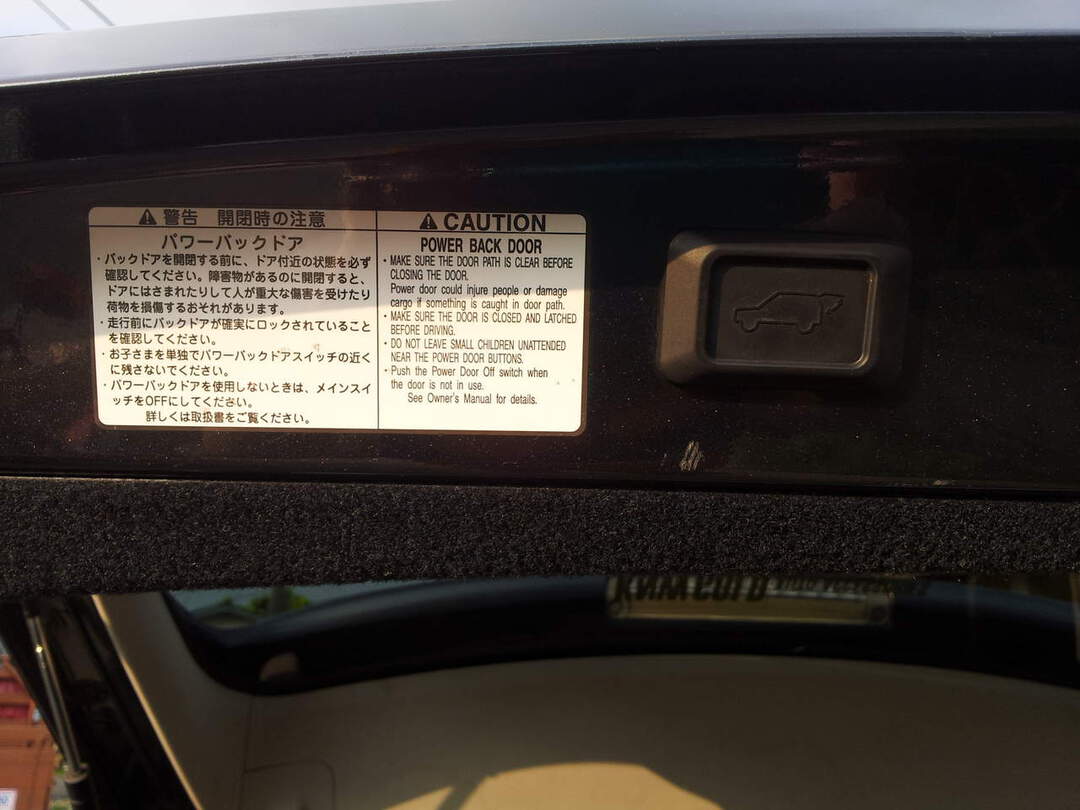 ⚠警告 開閉時の注意
パワーバックドア
・バックドアを開閉する前に、ドア付近の状態を必ず
確認してください。障害物があるのに開閉すると、
ドアにはさまれたりして人が重大な傷害を受けたり
荷物を損傷するおそれがあります。
・走行前にバックドアが確実にロックされていること
を確認してください。
・お子さまを単独でパワーバックドアスイッチの近く
に残さないでください。
・パワーバックドアを使用しないときは、メインスイ
ッチをOFFにしてください。
詳しくは取扱書をご覧ください。
⚠CAUTION
POWER BACK DOOR
• MAKE SURE THE DOOR PATH IS CLEAR BEFORE
CLOSING THE DOOR.
Power door could injure people or damage
cargo if something is caught in door path.
• MAKE SURE THE DOOR IS CLOSED AND LATCHED
BEFORE DRIVING.
• DO NOT LEAVE SMALL CHILDREN UNATTENDED
NEAR THE POWER DOOR BUTTONS.
• Push the Power Door Off switch when
the door is not in use.
See Owner's Manual for details.